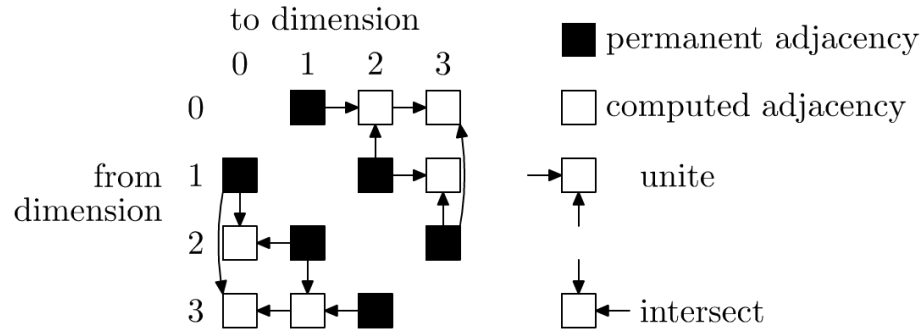 to dimension
0 1 2 3
permanent adjacency
0
computed adjacency
from
dimension
1
unite
2
3
intersect